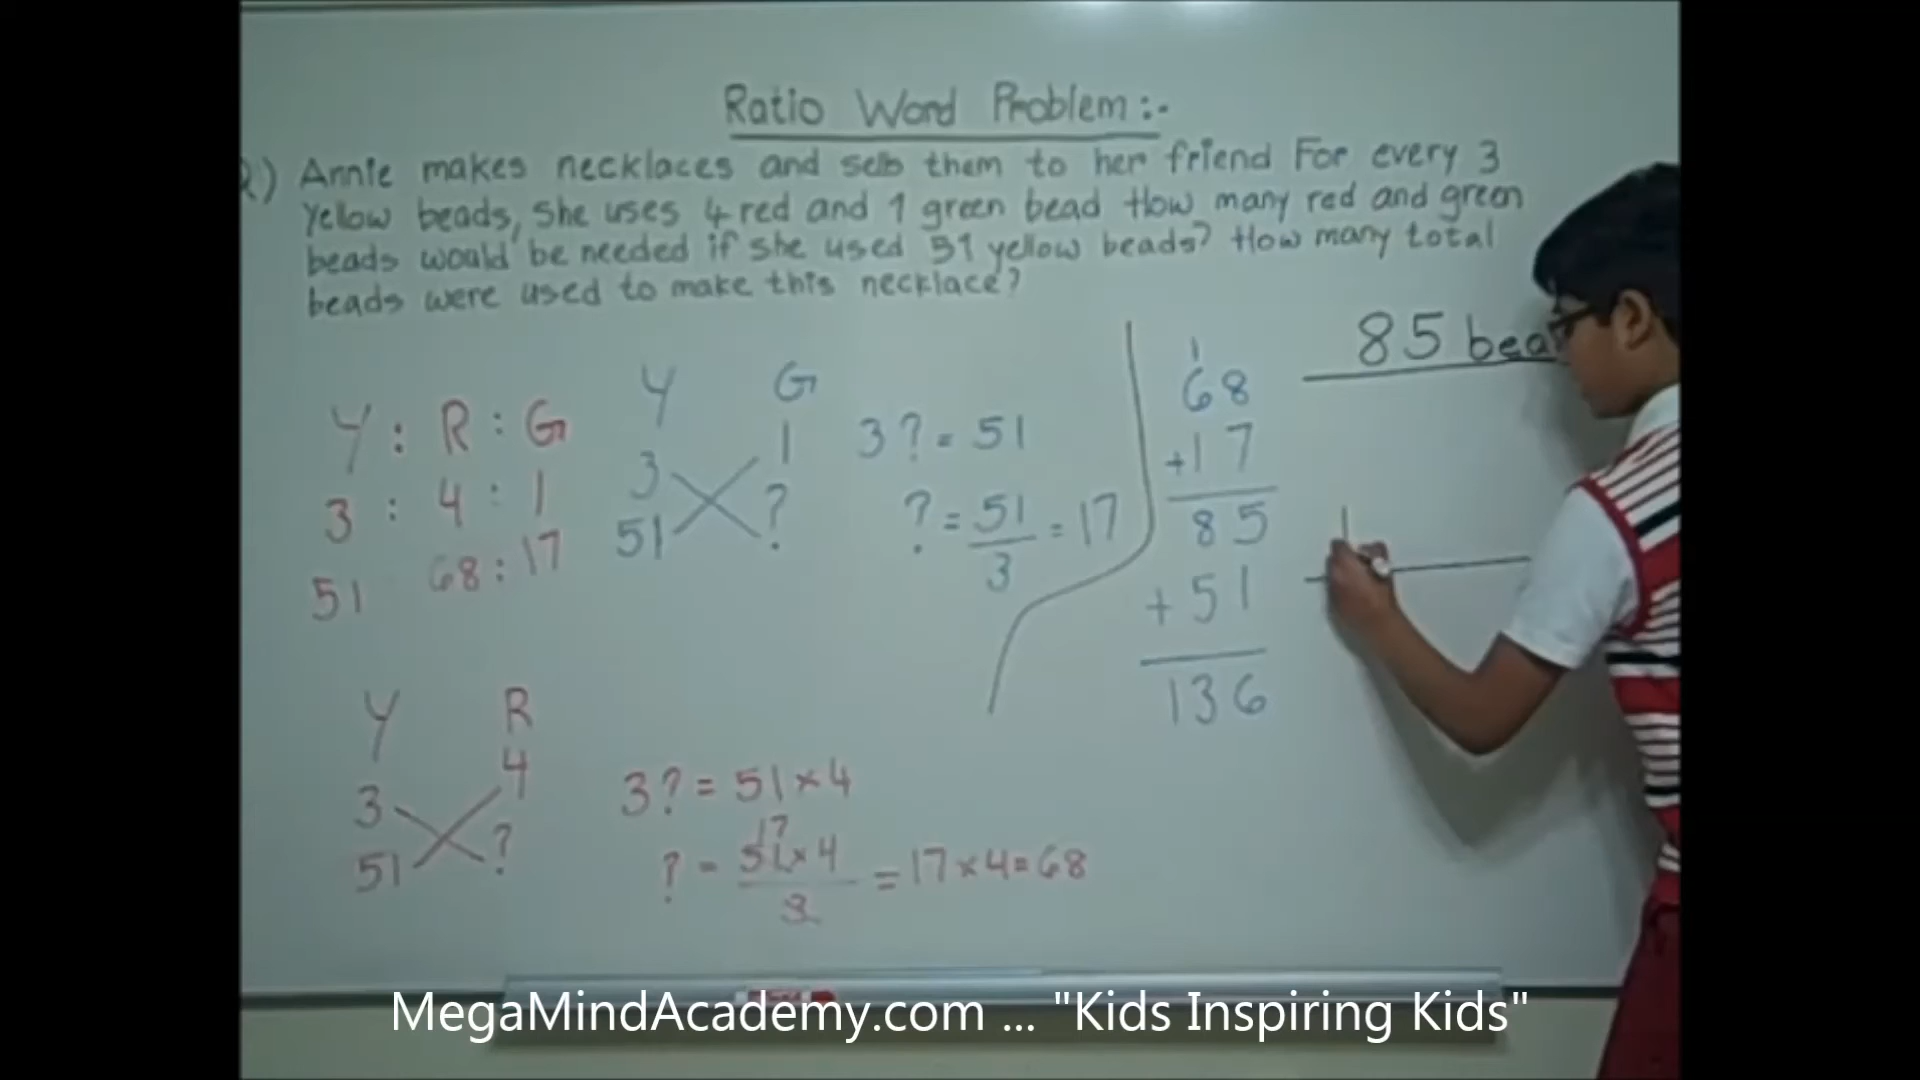 Ratio Word Problem:-
Annie makes necklaces and sells them to her friend For every 3
yellow beads, she uses 4 red and 1 green bead How many red and green
beads would be needed if she used 51 yellow beads? How many total
beads were used to make this necklace?
Y : R : G
3 : 4 : 1
51 68 : 17
Y G
3 1
51 ?
3? = 51
? = 51/3 = 17
1
68
+17
85
+51
136
85 bea
1
Y R
3 4
51 ?
3? = 51×4
17
? = 51×4/3 = 17×4=68
MegaMindAcademy.com ... "Kids Inspiring Kids"